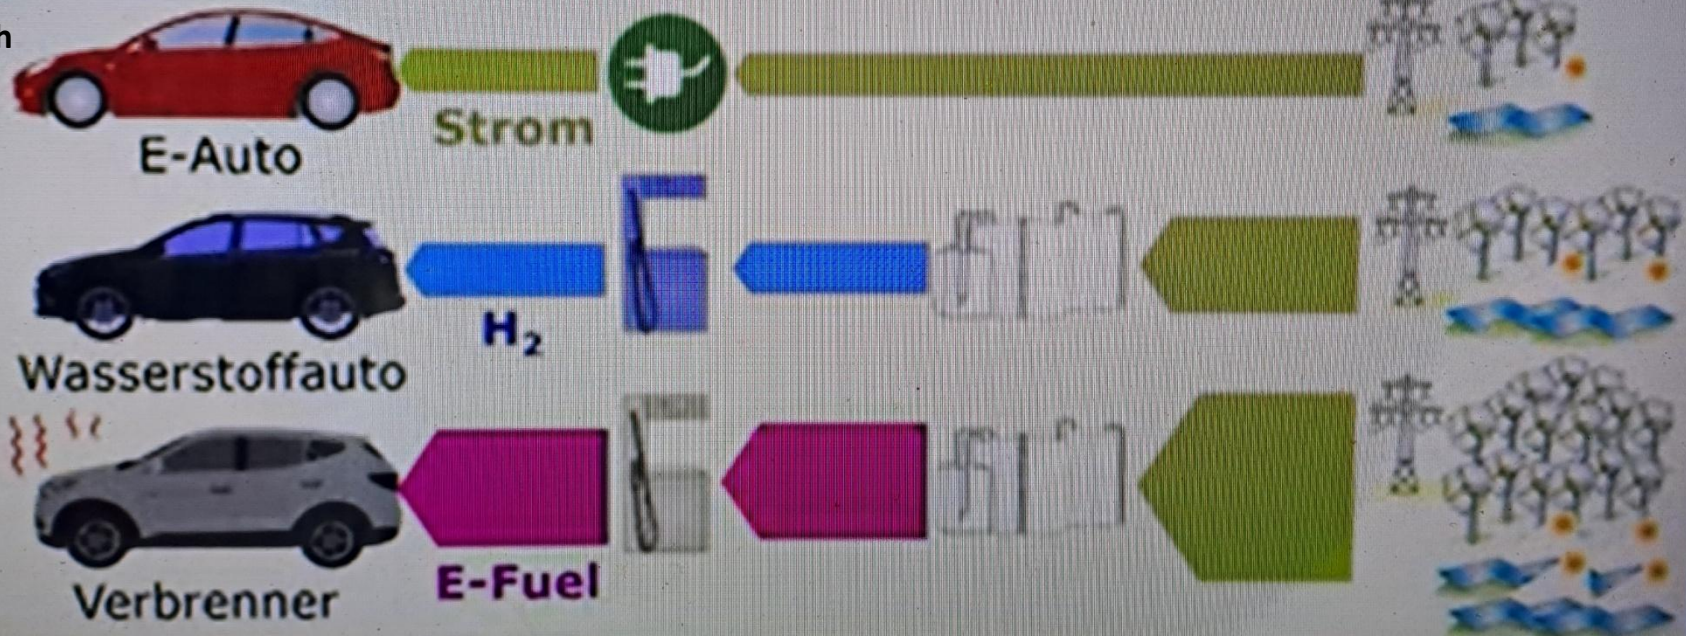 h
Strom
E-Auto
H₂
Wasserstoffauto
E-Fuel
Verbrenner